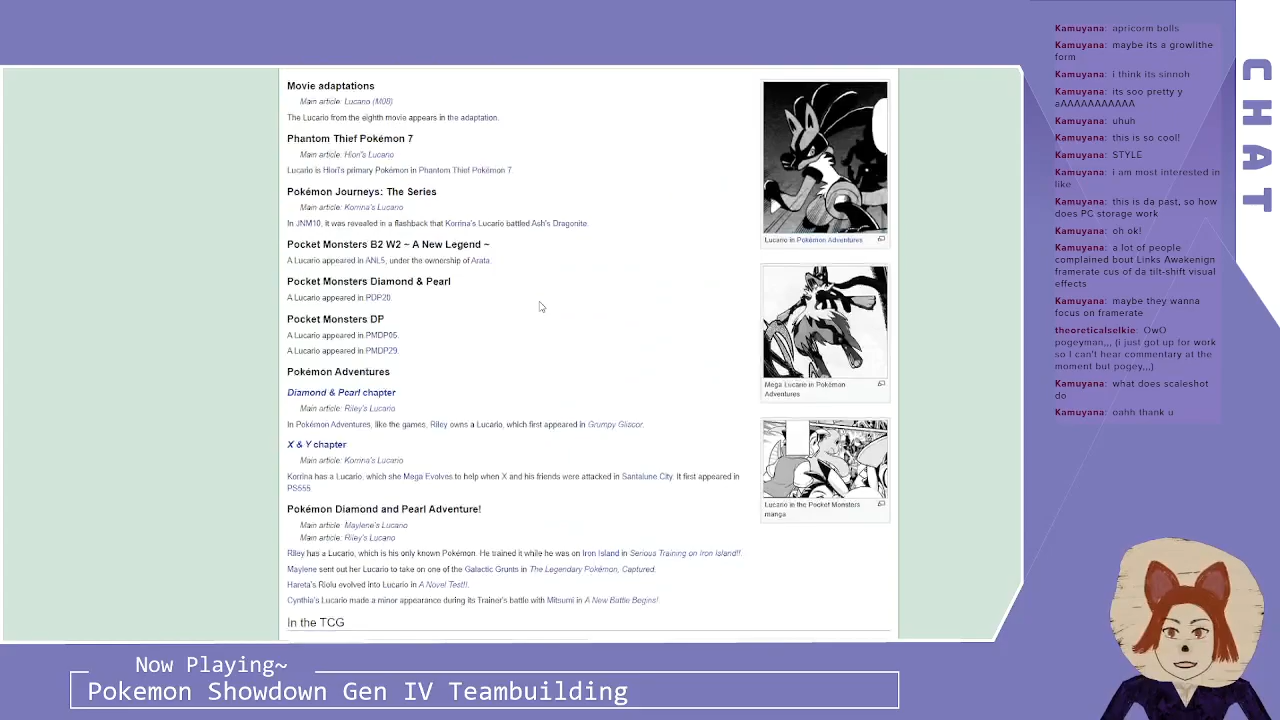 Movie adaptations
Main article: Lucario (M08)
The Lucario from the eighth movie appears in the adaptation.
Phantom Thief Pokémon 7
Main article: Hiori's Lucario
Lucario is Hiori's primary Pokémon in Phantom Thief Pokémon 7.
Pokémon Journeys: The Series
Main article: Korrina's Lucario
In JNM10, it was revealed in a flashback that Korrina's Lucario battled Ash's Dragonite.
Pocket Monsters B2 W2 ~ A New Legend ~
A Lucario appeared in ANL5, under the ownership of Arata.
Pocket Monsters Diamond & Pearl
A Lucario appeared in PDP20.
Pocket Monsters DP
A Lucario appeared in PMDP05.
A Lucario appeared in PMDP29.
Pokémon Adventures
Diamond & Pearl chapter
Main article: Riley's Lucario
In Pokémon Adventures, like the games, Riley owns a Lucario, which first appeared in Grumpy Gliscor.
X & Y chapter
Main article: Korrina's Lucario
Korrina has a Lucario, which she Mega Evolves to help when X and his friends were attacked in Santalune City. It first appeared in
PS555.
Pokémon Diamond and Pearl Adventure!
Main article: Maylene's Lucario
Main article: Riley's Lucario
Riley has a Lucario, which is his only known Pokémon. He trained it while he was on Iron Island in Serious Training on Iron Island!!.
Maylene sent out her Lucario to take on one of the Galactic Grunts in The Legendary Pokémon, Captured.
Hareta's Riolu evolved into Lucario in A Novel Test!!.
Cynthia's Lucario made a minor appearance during its Trainer's battle with Mitsumi in A New Battle Begins!
In the TCG
Lucario in Pokémon Adventures
Mega Lucario in Pokémon
Adventures
Lucario in the Pocket Monsters
manga
Kamuyana: apricorm bolls
Kamuyana: maybe its a growlithe
form
Kamuyana: i think its sinnoh
Kamuyana: its soo pretty y
aAAAAAAAAAAA
Kamuyana: uhuh
Kamuyana: this is so cool!
Kamuyana: STYLE
Kamuyana: i am most interested in
like
Kamuyana: this is da past, so how
does PC storage work
Kamuyana: oh ok!
Kamuyana: a lot of people
complained bout Links Awakenign
framerate cus of da tilt-shift visual
effects
Kamuyana: maybe they wanna
focus on framerate
theoreticalselkie: OwO
pogeyman,,, (i just got up for work
so I can't hear commentary at the
moment but pogey,,,)
Kamuyana: what does scaleshot
do
Kamuyana: oahh thank u
CHAT
Now Playing~
Pokemon Showdown Gen IV Teambuilding